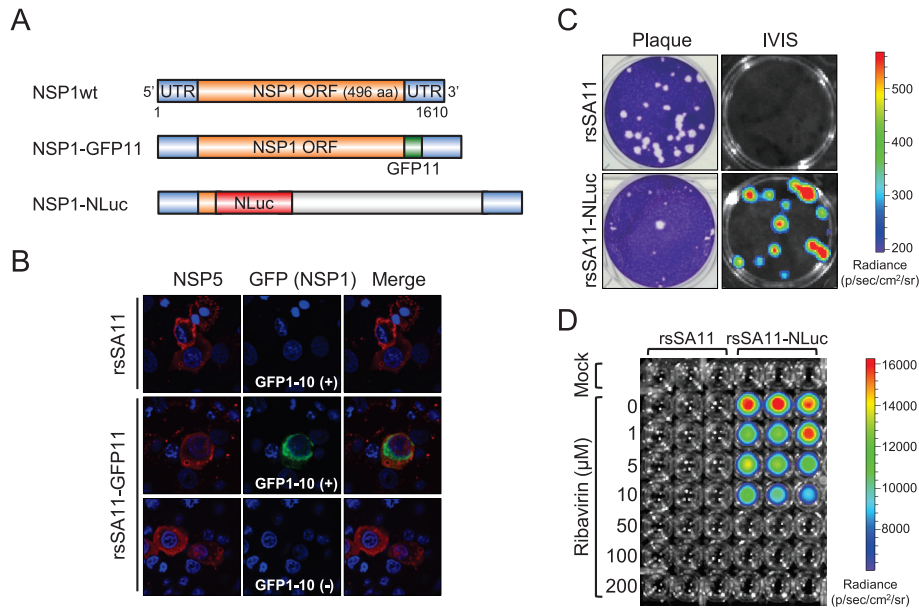 A
NSP1wt
5' UTR NSP1 ORF (496 aa) UTR 3'
1 1610
NSP1-GFP11
NSP1 ORF
GFP11
NSP1-NLuc
NLuc
B
NSP5 GFP (NSP1) Merge
rsSA11
GFP1-10 (+)
rsSA11-GFP11
GFP1-10 (+)
GFP1-10 (-)
C
Plaque IVIS
rsSA11
rsSA11-NLuc
500
400
300
200
Radiance
(p/sec/cm²/sr)
D
rsSA11 rsSA11-NLuc
Mock
Ribavirin (μM)
0
1
5
10
50
100
200
16000
14000
12000
10000
8000
Radiance
(p/sec/cm²/sr)